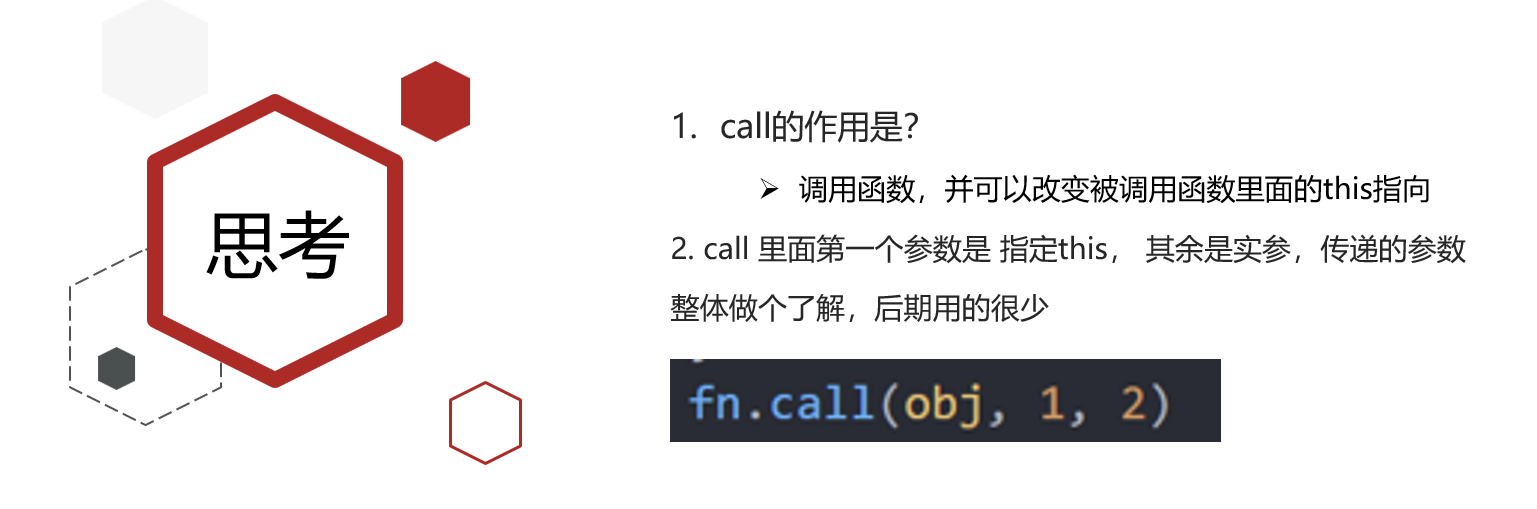 思考
1. call的作用是？
➢ 调用函数，并可以改变被调用函数里面的this指向
2. call 里面第一个参数是 指定this， 其余是实参，传递的参数
整体做个了解，后期用的很少
fn.call(obj, 1, 2)